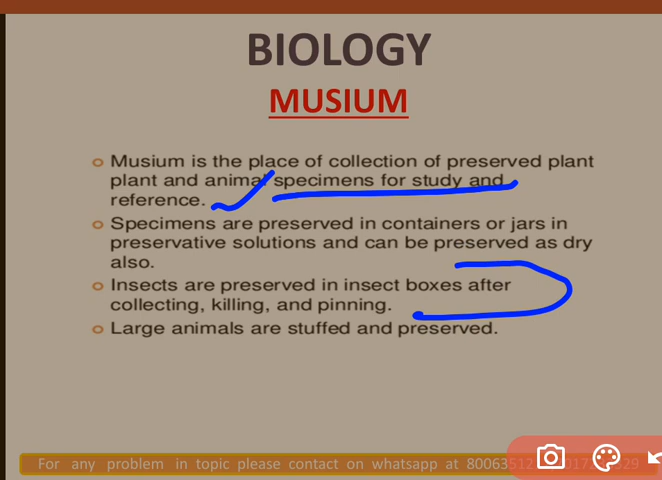 BIOLOGY
MUSIUM
Musium is the place of collection of preserved plant
plant and animal specimens for study and
reference.
Specimens are preserved in containers or jars in
preservative solutions and can be preserved as dry
also.
Insects are preserved in insect boxes after
collecting, killing, and pinning.
Large animals are stuffed and preserved.
For any problem in topic please contact on whatsapp at